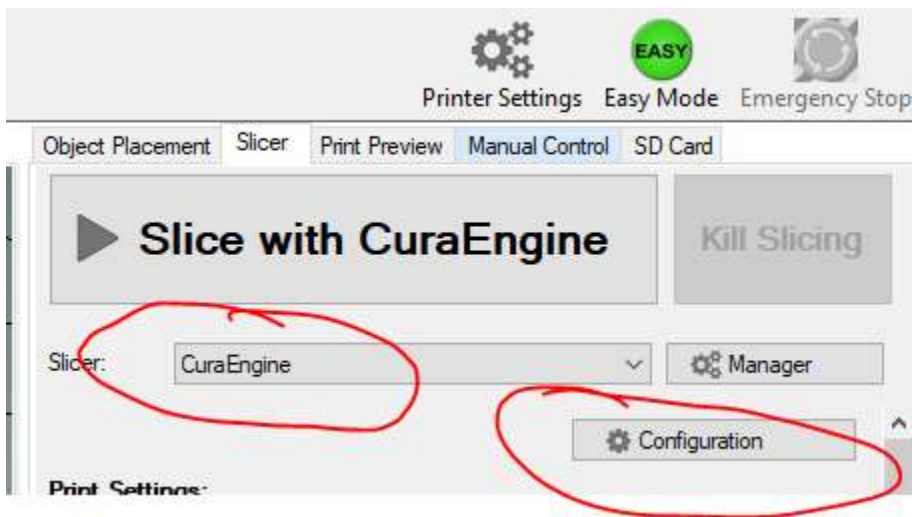 EASY
Printer Settings Easy Mode Emergency Stop
Object Placement Slicer Print Preview Manual Control SD Card
Slice with CuraEngine Kill Slicing
Slicer: CuraEngine Manager
Configuration
Print Settings: